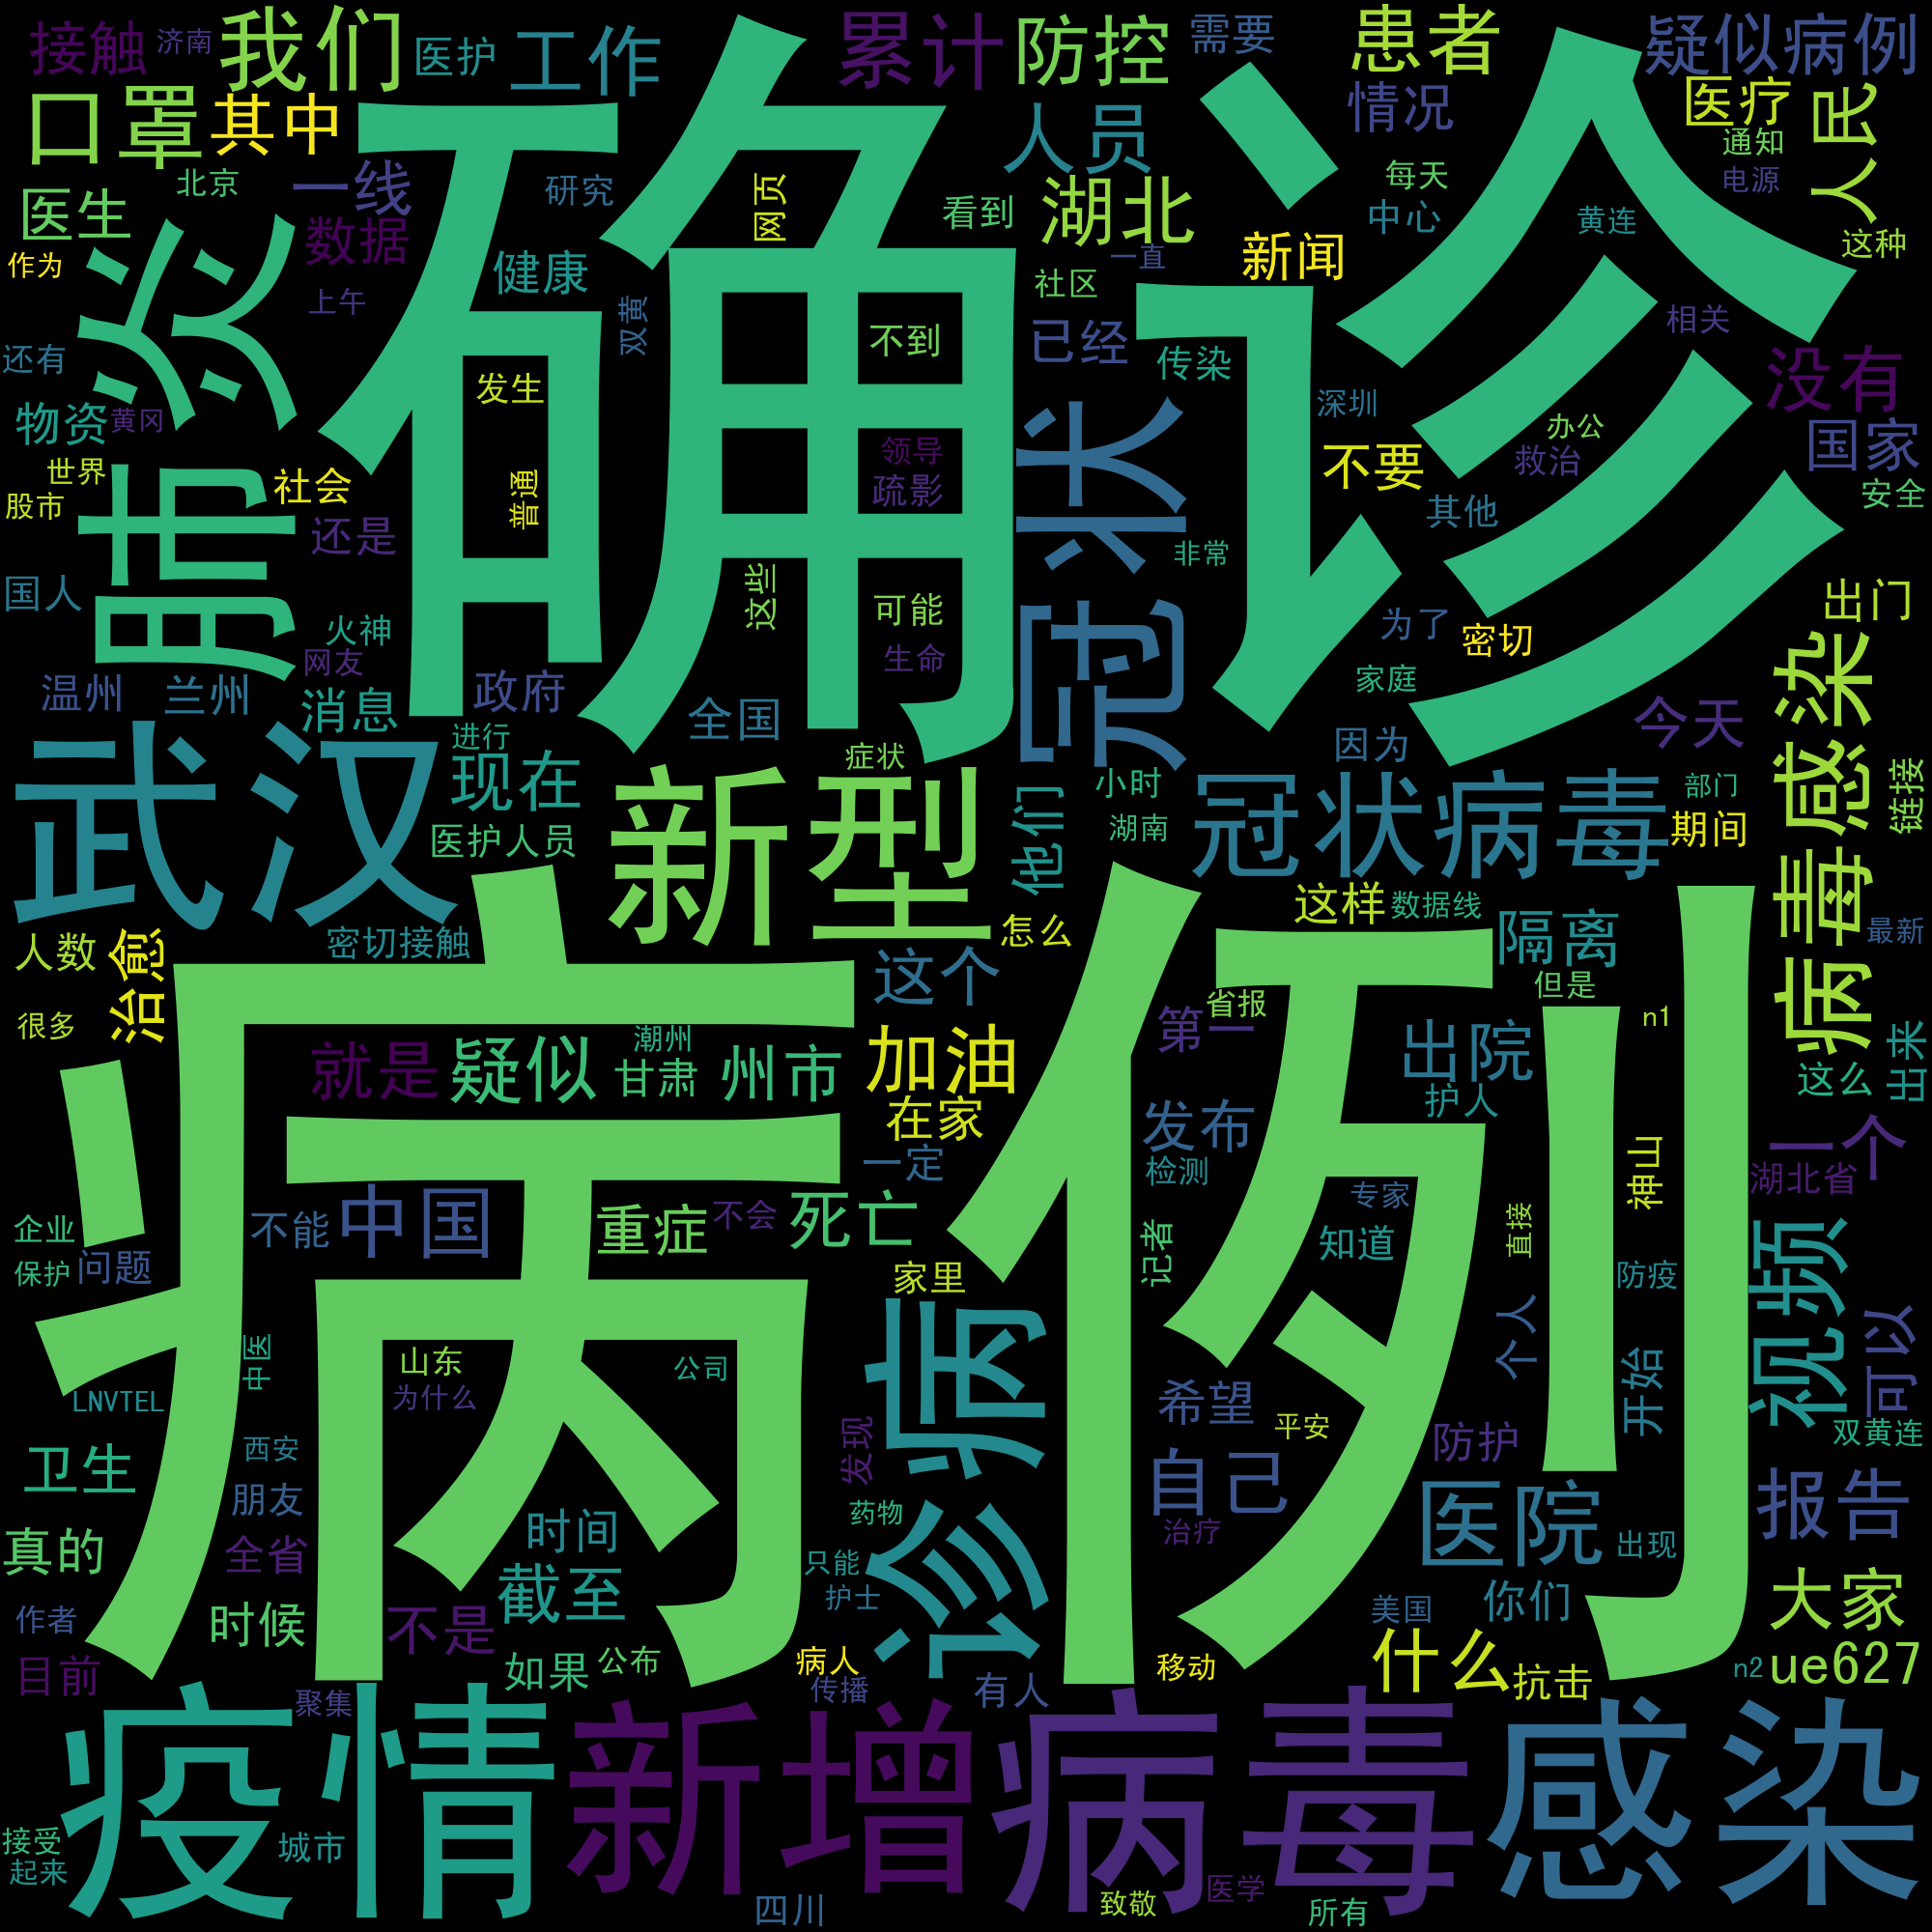 接触
济南
我们
医护
工作
累计
防控
需要
患者
疑似病例
口罩
其中
北京
一线
研究
网页
人员
情况
医疗
通知
人民
医生
数据
健康
看到
湖北
每天
中心
新闻
黄连
电源
这种
作为
上午
双黄
社区
一直
已经
传染
相关
还有
肺炎
确诊
不到
深圳
没有
物资
黄冈
发生
冠状
办公
国家
世界
社会
领导
不要
救治
股市
还是
普通
疏影
其他
安全
国人
火神
这些
可能
非常
为了
密切
出门
网友
生命
家庭
温州
兰州
消息
政府
全国
今天
病毒感染
武汉
现在
进行
新型
症状
他们
小时
因为
冠状病毒
部门
链接
医护人员
湖南
期间
人数
治愈
密切接触
怎么
这样
数据线
隔离
最新
很多
这个
省报
但是
n1
病例
就是
疑似
潮州
甘肃
州市
加油
第一
出院
这么
出来
在家
发布
护人
一个
中国
一定
检测
神山
湖北省
企业
不能
重症
不会
死亡
记者
专家
知道
直接
视频
保护
问题
家里
防疫
中医
山东
公司
确诊病
个人
可以
LNVTEL
为什么
希望
平安
开始
卫生
西安
发现
防护
双黄连
朋友
药物
自己
医院
报告
真的
全省
时间
只能
治疗
出现
作者
时候
截至
护士
美国
你们
大家
目前
不是
如果
公布
病人
传播
有人
移动
什么
抗击
n2
ue627
疫情
聚集
新增
病毒
感染
接受
起来
城市
四川
致敬
医学
所有